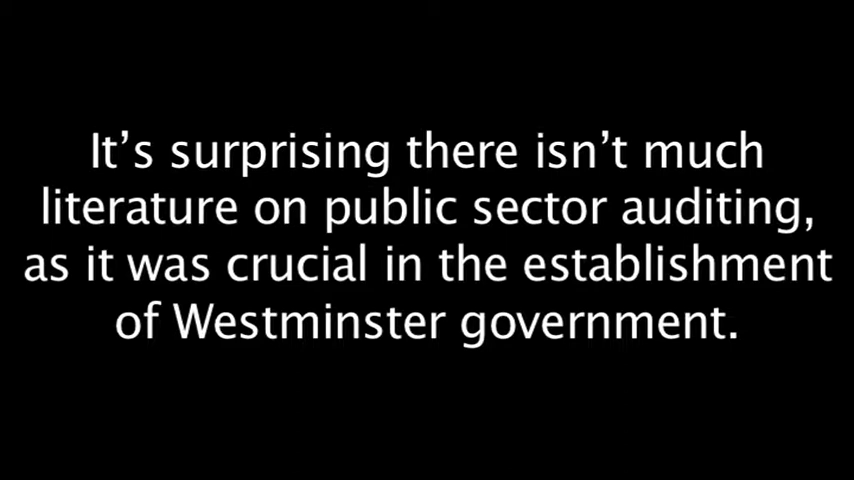 It’s surprising there isn’t much
literature on public sector auditing,
as it was crucial in the establishment
of Westminster government.